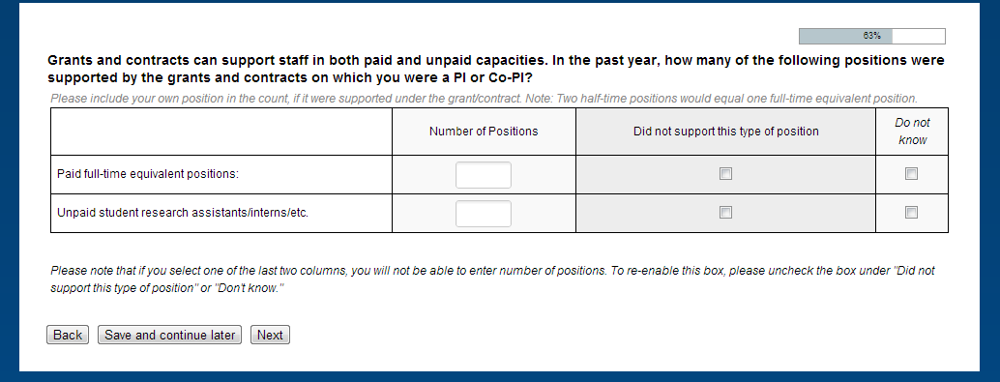 63%
Grants and contracts can support staff in both paid and unpaid capacities. In the past year, how many of the following positions were
supported by the grants and contracts on which you were a PI or Co-PI?
Please include your own position in the count, if it were supported under the grant/contract. Note: Two half-time positions would equal one full-time equivalent position.
Number of Positions
Did not support this type of position
Do not
know
Paid full-time equivalent positions:
Unpaid student research assistants/interns/etc.
Please note that if you select one of the last two columns, you will not be able to enter number of positions. To re-enable this box, please uncheck the box under "Did not
support this type of position" or "Don't know."
Back Save and continue later Next